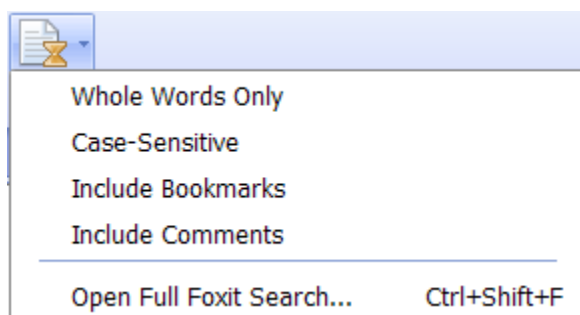 Whole Words Only
Case-Sensitive
Include Bookmarks
Include Comments
Open Full Foxit Search... Ctrl+Shift+F